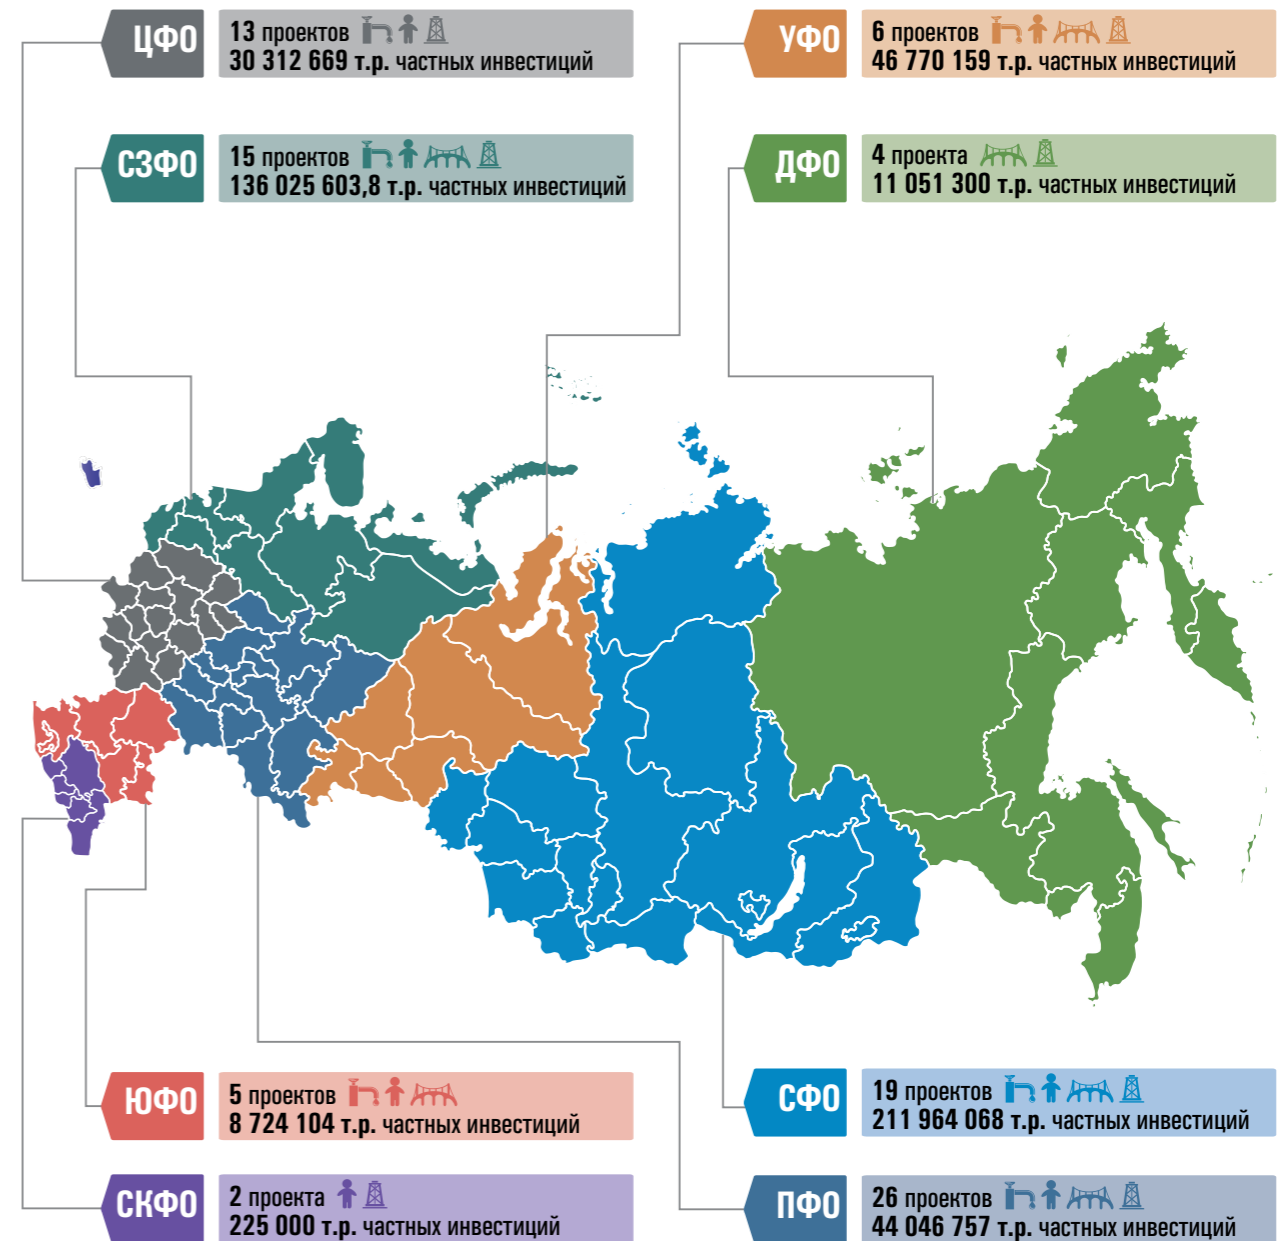 ЦФО
13 проектов
30 312 669 т.р. частных инвестиций
УФО
6 проектов
46 770 159 т.р. частных инвестиций
СЗФО
15 проектов
136 025 603,8 т.р. частных инвестиций
ДФО
4 проекта
11 051 300 т.р. частных инвестиций
ЮФО
5 проектов
8 724 104 т.р. частных инвестиций
СФО
19 проектов
211 964 068 т.р. частных инвестиций
СКФО
2 проекта
225 000 т.р. частных инвестиций
ПФО
26 проектов
44 046 757 т.р. частных инвестиций